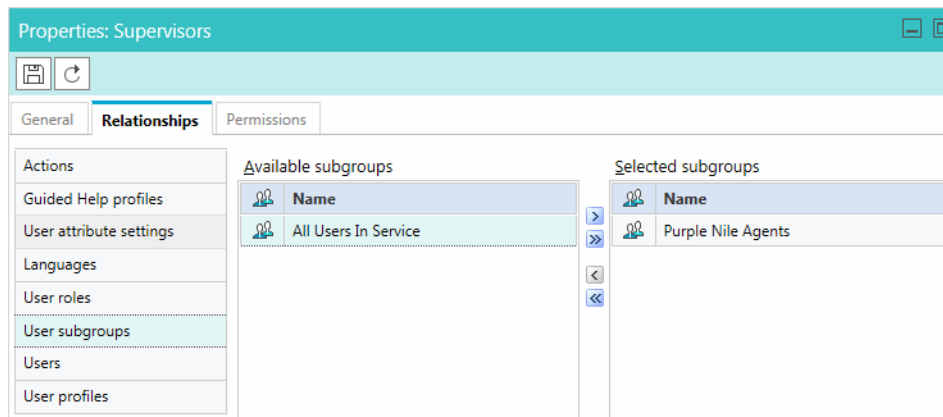 Properties: Supervisors
General
Relationships
Permissions
Actions
Guided Help profiles
User attribute settings
Languages
User roles
User subgroups
Users
User profiles
Available subgroups
Name
All Users In Service
Selected subgroups
Name
Purple Nile Agents